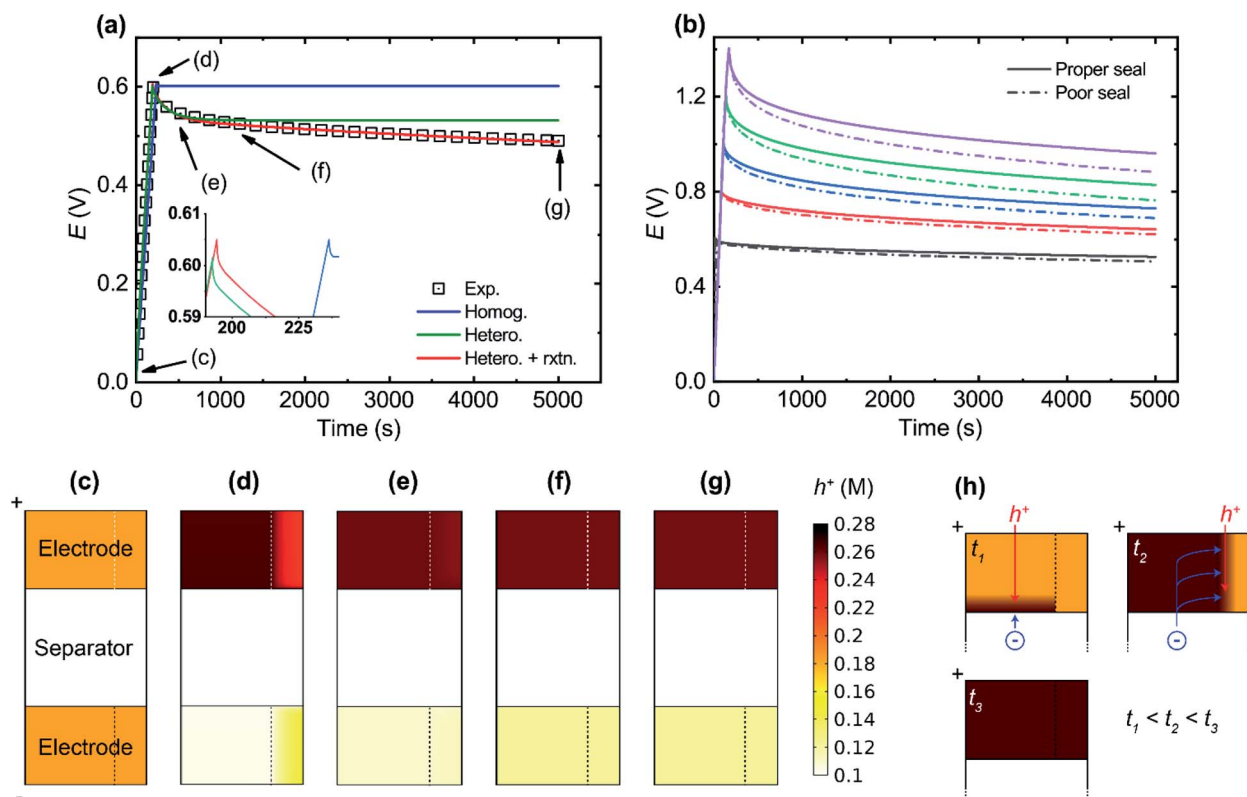 (a)
E (V)
0.6
0.4
0.2
0.0
(d)
(e)
(f)
(g)
(c)
0.61
0.60
0.59
200
225
Exp.
Homog.
Hetero.
Hetero. + rxtn.
0
1000
2000
3000
4000
5000
Time (s)
(b)
E (V)
1.2
0.8
0.4
0.0
Proper seal
Poor seal
0
1000
2000
3000
4000
5000
Time (s)
(c)
(d)
(e)
(f)
(g)
+
Electrode
Separator
Electrode
h⁺ (M)
0.28
0.26
0.24
0.22
0.20
0.18
0.16
0.14
0.12
0.1
(h)
+
h⁺
t₁
-
+
h⁺
t₂
-
+
t₃
t₁ < t₂ < t₃